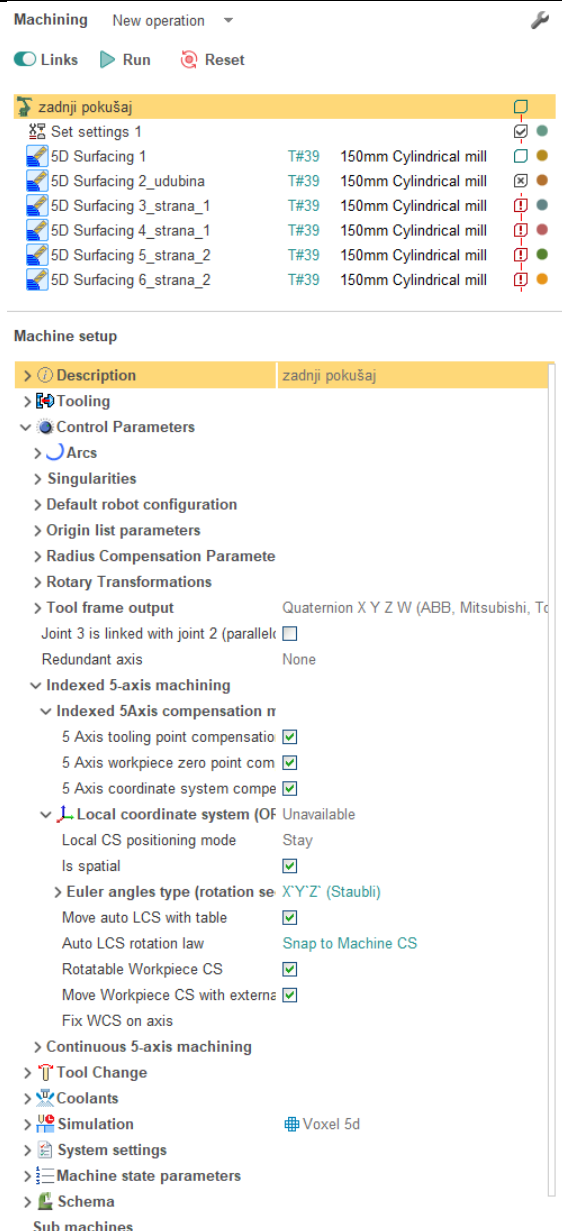 Machining New operation
Links Run Reset
zadnji pokušaj
Set settings 1
5D Surfacing 1 T#39 150mm Cylindrical mill
5D Surfacing 2_udubina T#39 150mm Cylindrical mill
5D Surfacing 3_strana_1 T#39 150mm Cylindrical mill
5D Surfacing 4_strana_1 T#39 150mm Cylindrical mill
5D Surfacing 5_strana_2 T#39 150mm Cylindrical mill
5D Surfacing 6_strana_2 T#39 150mm Cylindrical mill
Machine setup
Description zadnji pokušaj
Tooling
Control Parameters
Arcs
Singularities
Default robot configuration
Origin list parameters
Radius Compensation Paramete
Rotary Transformations
Tool frame output Quaternion X Y Z W (ABB, Mitsubishi, To
Joint 3 is linked with joint 2 (parallelo
Redundant axis None
Indexed 5-axis machining
Indexed 5Axis compensation m
5 Axis tooling point compensatio
5 Axis workpiece zero point com
5 Axis coordinate system compe
Local coordinate system (OF Unavailable
Local CS positioning mode Stay
Is spatial
Euler angles type (rotation se X`Y`Z` (Staubli)
Move auto LCS with table
Auto LCS rotation law Snap to Machine CS
Rotatable Workpiece CS
Move Workpiece CS with externa
Fix WCS on axis
Continuous 5-axis machining
Tool Change
Coolants
Simulation Voxel 5d
System settings
Machine state parameters
Schema
Sub machines